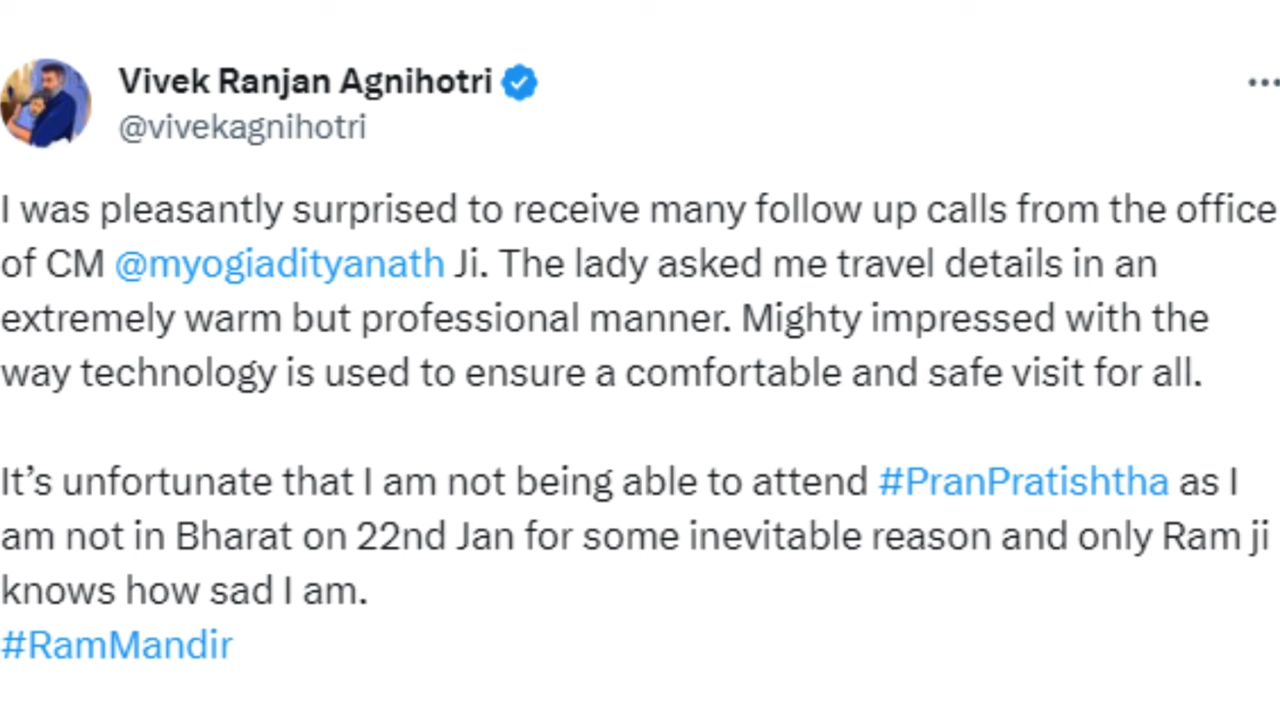 Vivek Ranjan Agnihotri
@vivekagnihotri
I was pleasantly surprised to receive many follow up calls from the office
of CM @myogiadityanath Ji. The lady asked me travel details in an
extremely warm but professional manner. Mighty impressed with the
way technology is used to ensure a comfortable and safe visit for all.
It’s unfortunate that I am not being able to attend #PranPratishtha as I
am not in Bharat on 22nd Jan for some inevitable reason and only Ram ji
knows how sad I am.
#RamMandir